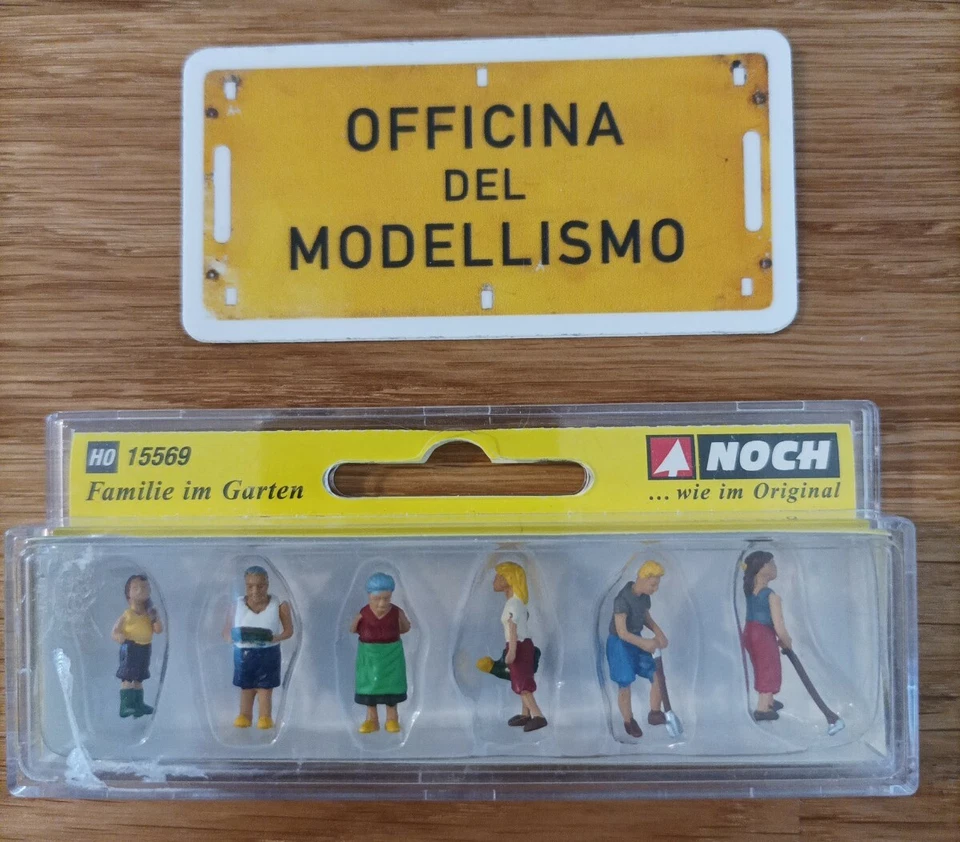 OFFICINA
DEL
MODELLISMO
HO 15569
Familie im Garten
NOCH
... wie im Original